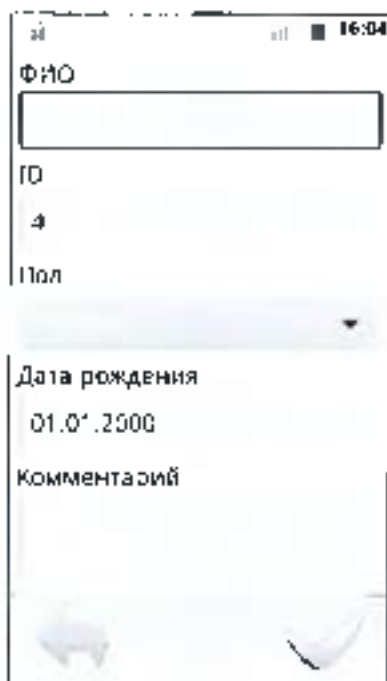 16:04
ФИО
ID
4
Пол
Дата рождения
01.01.2000
Комментарий